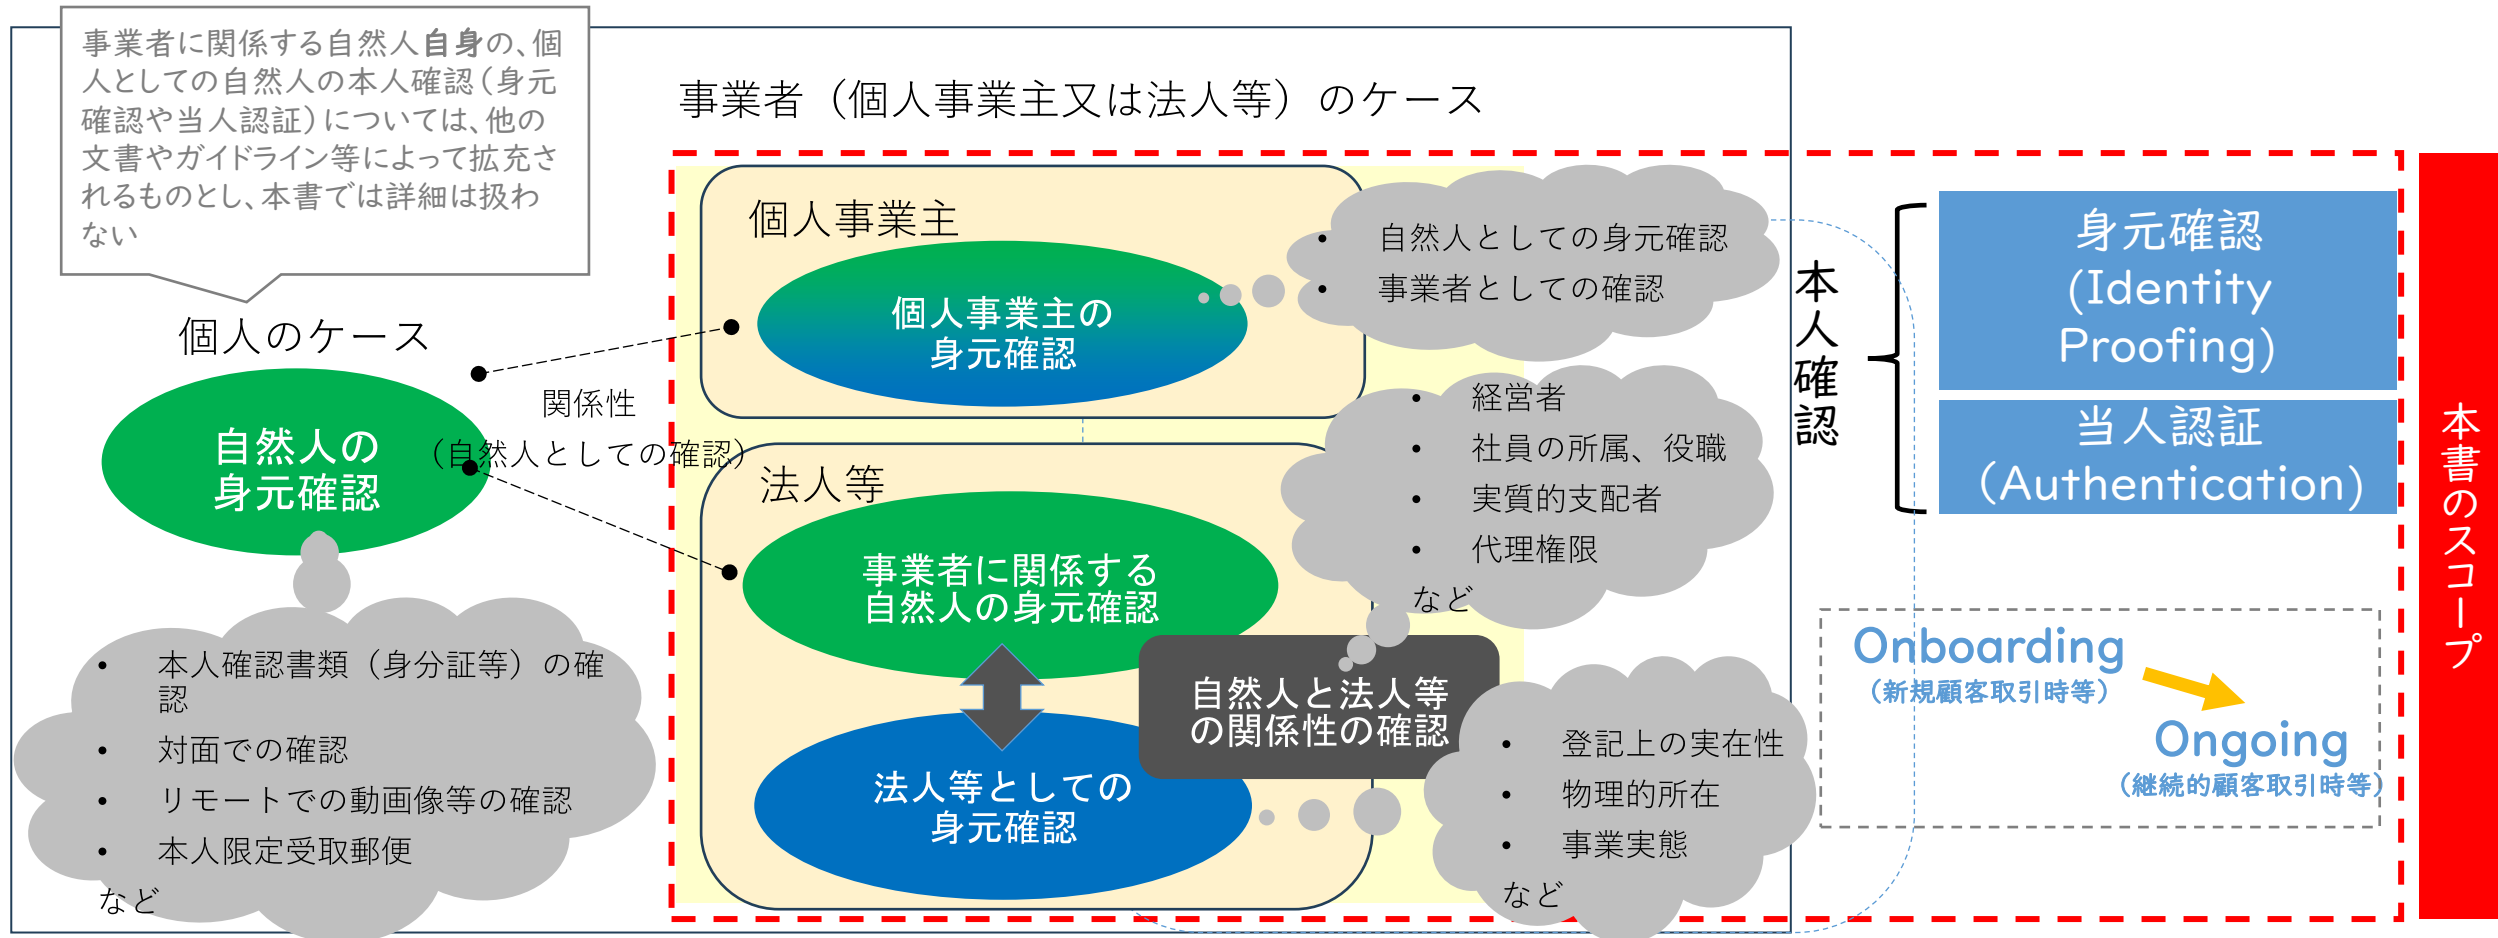 事業者に関係する自然人自身の、個
人としての自然人の本人確認（身元
確認や当人認証）については、他の
文書やガイドライン等によって拡充さ
れるものとし、本書では詳細は扱わ
ない
個人のケース
自然人の
身元確認
• 本人確認書類（身分証等）の確
認
• 対面での確認
• リモートでの動画像等の確認
• 本人限定受取郵便
など
関係性
（自然人としての確認）
事業者（個人事業主又は法人等）のケース
個人事業主
個人事業主の
身元確認
• 自然人としての身元確認
• 事業者としての確認
法人等
事業者に関係する
自然人の身元確認
• 経営者
• 社員の所属、役職
• 実質的支配者
• 代理権限
など
自然人と法人等
の関係性の確認
法人等としての
身元確認
• 登記上の実在性
• 物理的所在
• 事業実態
など
本人確認
身元確認
(Identity
Proofing)
当人認証
(Authentication)
Onboarding
(新規顧客取引時等)
Ongoing
(継続的顧客取引時等)
本書のスコープ